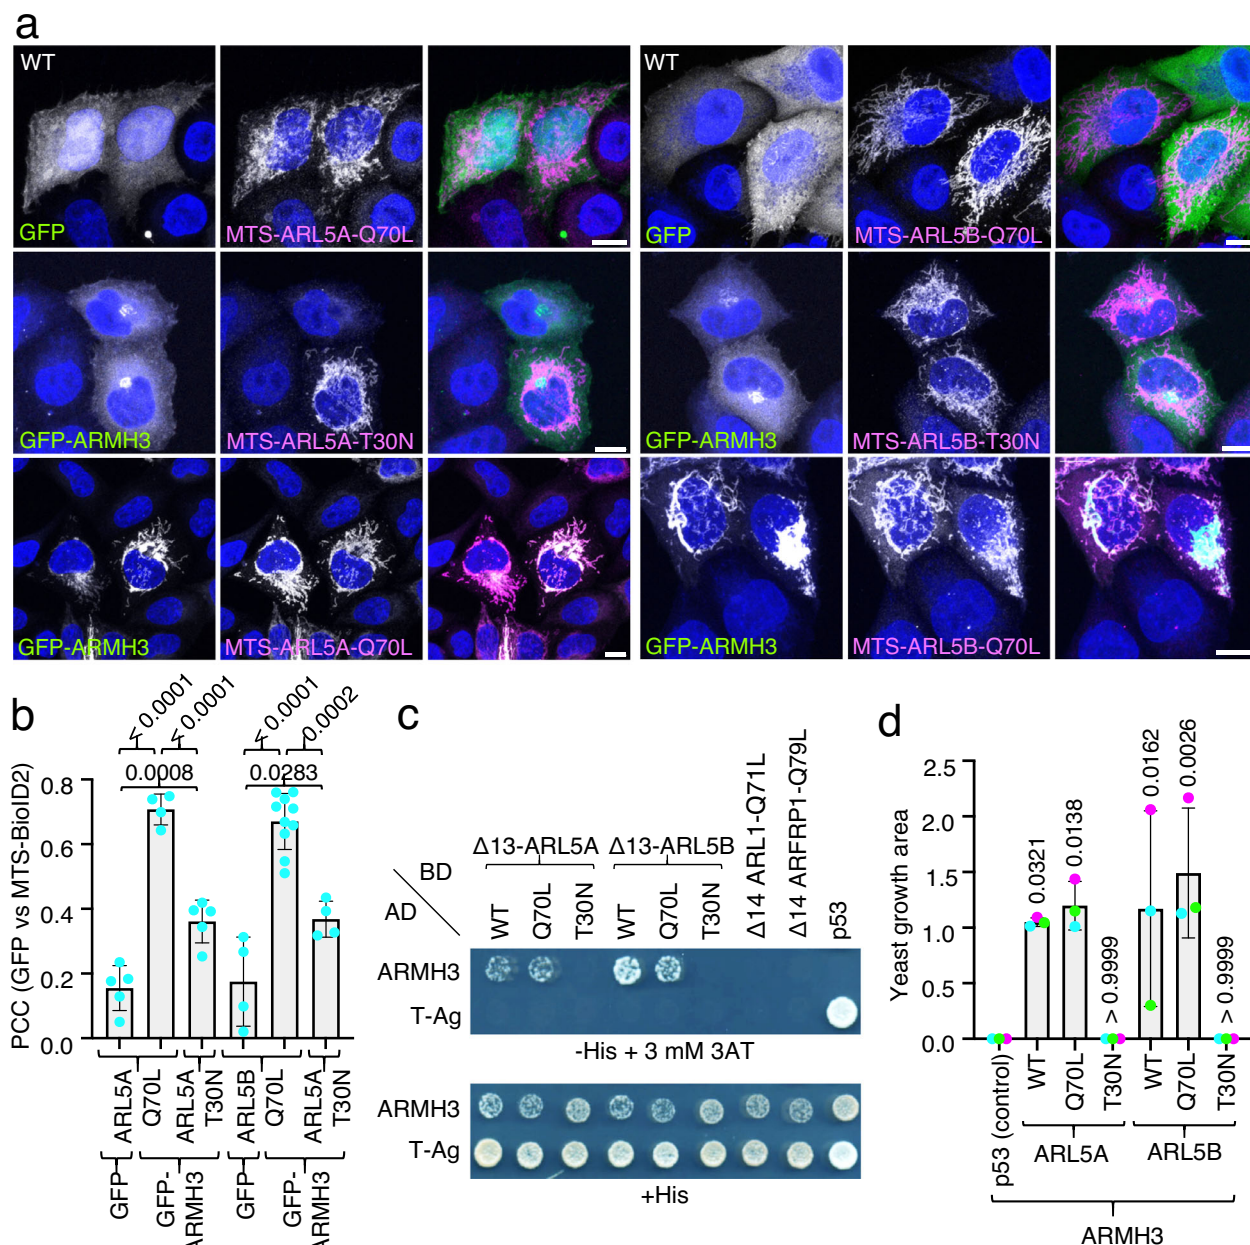 a
WT
WT
GFP
MTS-ARL5A-Q70L
GFP
MTS-ARL5B-Q70L
GFP-ARMH3
MTS-ARL5A-T30N
GFP-ARMH3
MTS-ARL5B-T30N
GFP-ARMH3
MTS-ARL5A-Q70L
GFP-ARMH3
MTS-ARL5B-Q70L
b
< 0.0001
< 0.0001
< 0.0001
0.0002
0.0008
0.0283
PCC (GFP vs MTS-BioID2)
0.8
0.6
0.4
0.2
0.0
ARL5A
Q70L
ARL5A
T30N
ARL5B
Q70L
ARL5A
T30N
GFP
GFP-
ARMH3
GFP
GFP-
ARMH3
c
Δ13-ARL5A
Δ13-ARL5B
BD
AD
WT
Q70L
T30N
WT
Q70L
T30N
Δ14 ARL1-Q71L
Δ14 ARFRP1-Q79L
p53
ARMH3
T-Ag
-His + 3 mM 3AT
ARMH3
T-Ag
+His
d
Yeast growth area
2.5
2.0
1.5
1.0
0.5
0.0
0.0321
0.0138
> 0.9999
0.0162
0.0026
> 0.9999
p53 (control)
WT
Q70L
T30N
WT
Q70L
T30N
ARL5A
ARL5B
ARMH3